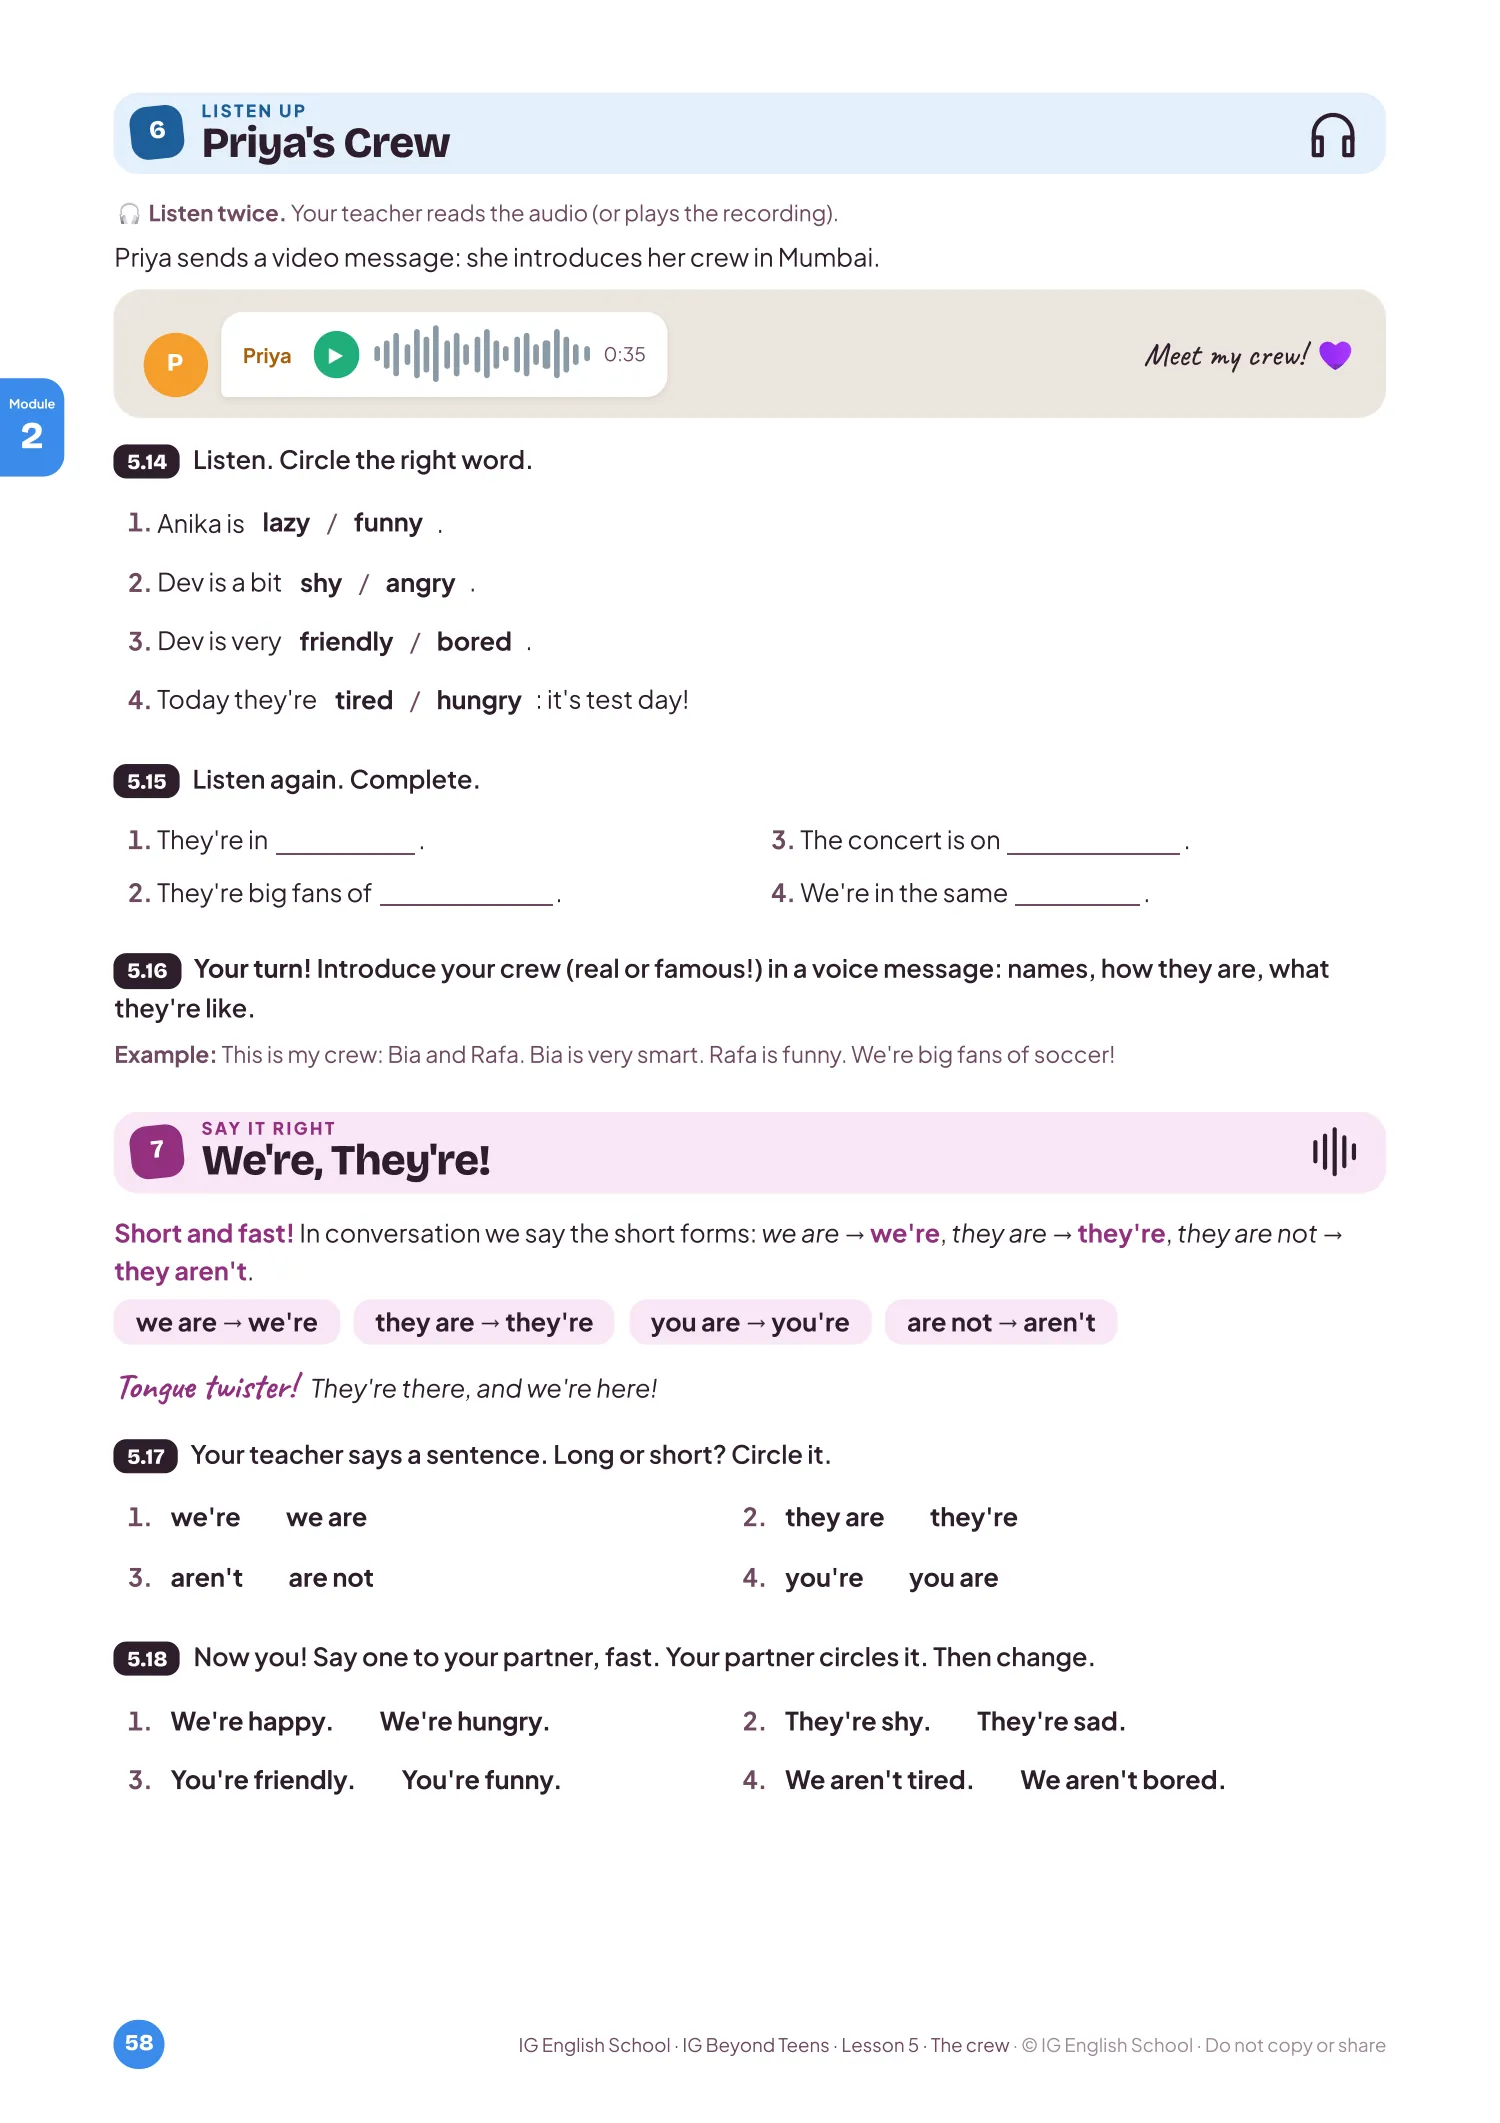 6
LISTEN UP
Priya's Crew
Listen twice. Your teacher reads the audio (or plays the recording).
Priya sends a video message: she introduces her crew in Mumbai.
P
Priya
0:35
Meet my crew!
Module
2
5.14 Listen. Circle the right word.
1. Anika is lazy / funny .
2. Dev is a bit shy / angry .
3. Dev is very friendly / bored .
4. Today they're tired / hungry : it's test day!
5.15 Listen again. Complete.
1. They're in ___________.
2. They're big fans of ______________.
3. The concert is on ______________.
4. We're in the same __________.
5.16 Your turn! Introduce your crew (real or famous!) in a voice message: names, how they are, what
they're like.
Example: This is my crew: Bia and Rafa. Bia is very smart. Rafa is funny. We're big fans of soccer!
7
SAY IT RIGHT
We're, They're!
Short and fast! In conversation we say the short forms: we are → we're, they are → they're, they are not →
they aren't.
we are → we're they are → they're you are → you're are not → aren't
Tongue twister! They're there, and we're here!
5.17 Your teacher says a sentence. Long or short? Circle it.
1. we're we are
2. they are they're
3. aren't are not
4. you're you are
5.18 Now you! Say one to your partner, fast. Your partner circles it. Then change.
1. We're happy. We're hungry.
2. They're shy. They're sad.
3. You're friendly. You're funny.
4. We aren't tired. We aren't bored.
58
IG English School · IG Beyond Teens · Lesson 5 · The crew · © IG English School · Do not copy or share